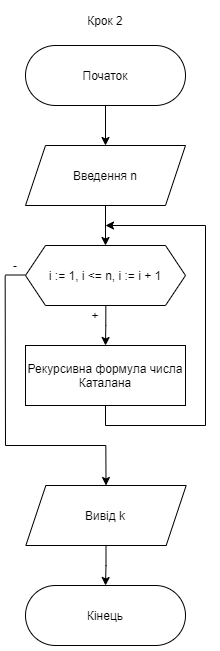 Крок 2
Початок
Введення n
i := 1, i <= n, i := i + 1
-
+
Рекурсивна формула числа
Каталана
Вивід k
Кінець